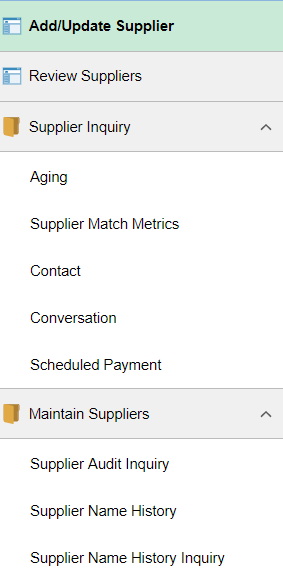 Add/Update Supplier
Review Suppliers
Supplier Inquiry
Aging
Supplier Match Metrics
Contact
Conversation
Scheduled Payment
Maintain Suppliers
Supplier Audit Inquiry
Supplier Name History
Supplier Name History Inquiry